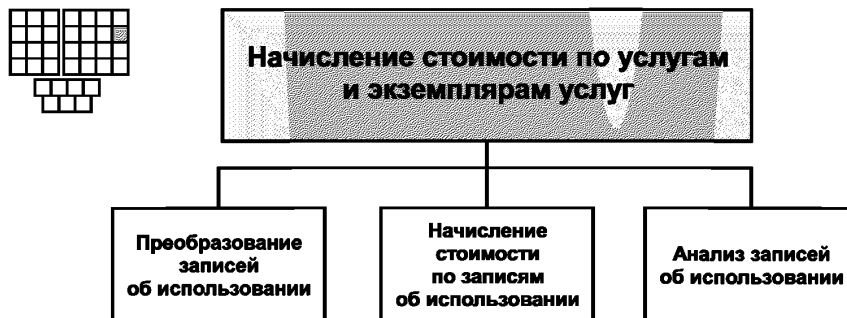 Начисление стоимости по услугам
и экземплярам услуг
Преобразование
записей
об использовании
Начисление
стоимости
по записям
об использовании
Анализ записей
об использовании